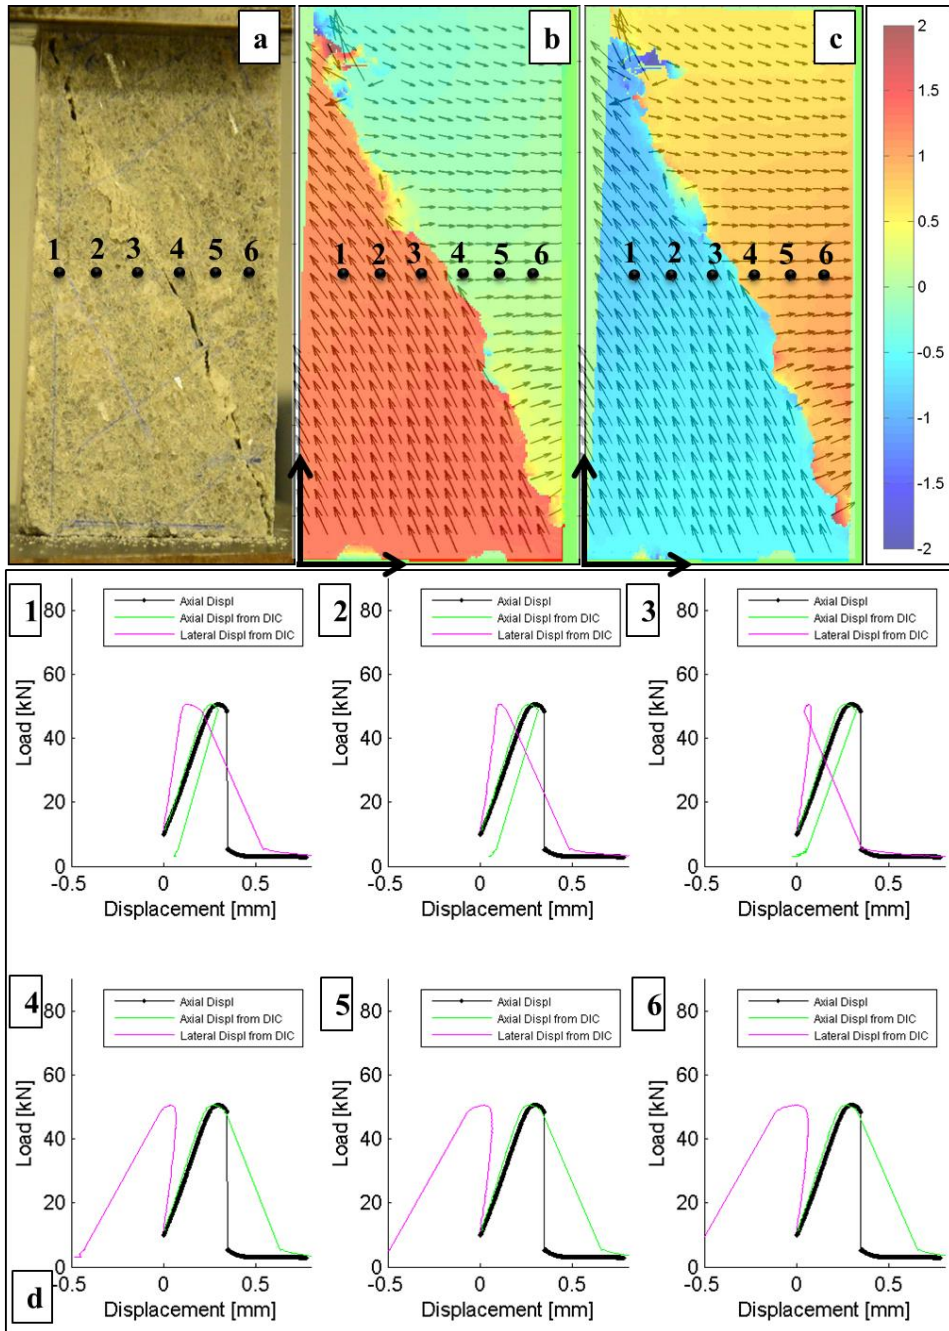 a
b
c
1 2 3 4 5 6
1 2 3 4 5 6
1 2 3 4 5 6
2
1.5
1
0.5
0
-0.5
-1
-1.5
-2
1
Axial Displ
Axial Displ from DIC
Lateral Displ from DIC
Load [kN]
80
60
40
20
0
-0.5 0 0.5
Displacement [mm]
2
Axial Displ
Axial Displ from DIC
Lateral Displ from DIC
Load [kN]
80
60
40
20
0
-0.5 0 0.5
Displacement [mm]
3
Axial Displ
Axial Displ from DIC
Lateral Displ from DIC
Load [kN]
80
60
40
20
0
-0.5 0 0.5
Displacement [mm]
4
Axial Displ
Axial Displ from DIC
Lateral Displ from DIC
Load [kN]
80
60
40
20
0
-0.5 0 0.5
Displacement [mm]
5
Axial Displ
Axial Displ from DIC
Lateral Displ from DIC
Load [kN]
80
60
40
20
0
-0.5 0 0.5
Displacement [mm]
6
Axial Displ
Axial Displ from DIC
Lateral Displ from DIC
Load [kN]
80
60
40
20
0
-0.5 0 0.5
Displacement [mm]
d